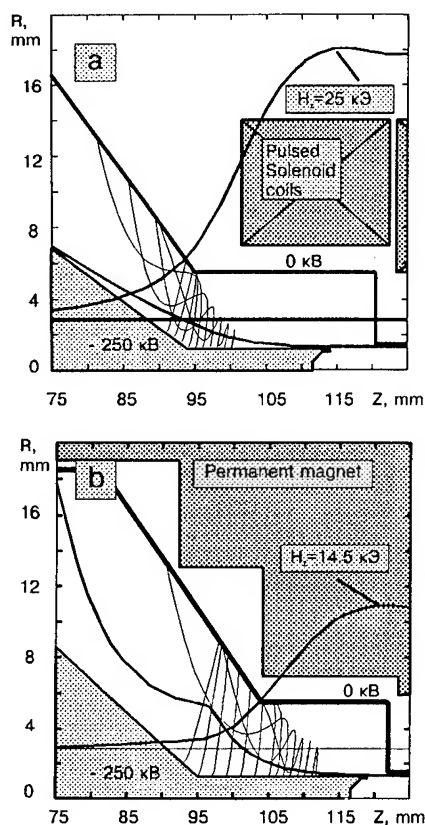 R,
mm
16
12
8
4
0
a
H_z=25 кЭ
Pulsed
Solenoid
coils
0 кВ
- 250 кВ
75 85 95 105 115 Z, mm
R,
mm
16
12
8
4
0
b
Permanent magnet
H_z=14.5 кЭ
0 кВ
- 250 кВ
75 85 95 105 115 Z, mm